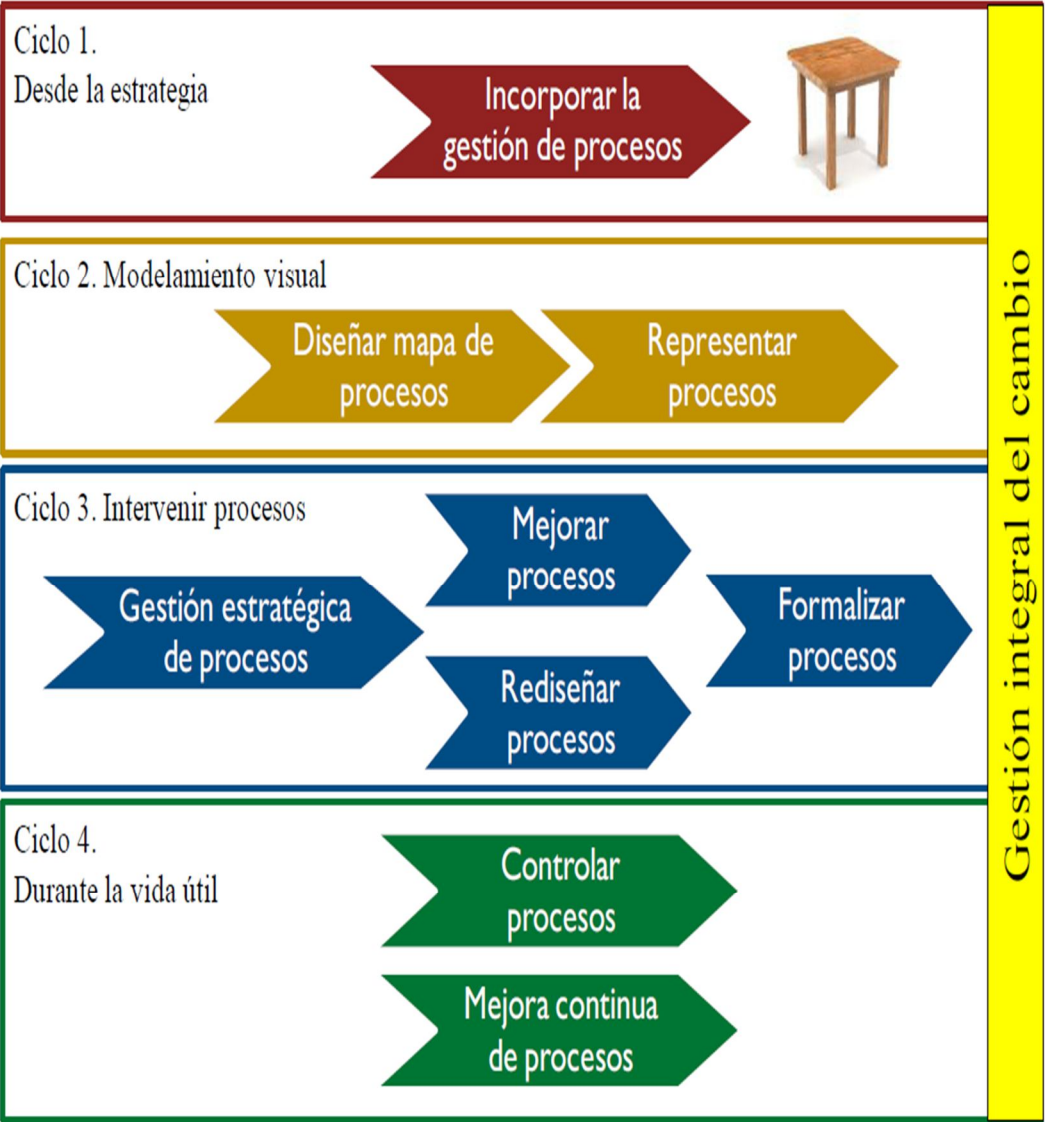 Ciclo 1.
Desde la estrategia
Incorporar la
gestión de procesos
Ciclo 2. Modelamiento visual
Diseñar mapa de
procesos
Representar
procesos
Ciclo 3. Intervenir procesos
Gestión estratégica
de procesos
Mejorar
procesos
Rediseñar
procesos
Formalizar
procesos
Ciclo 4.
Durante la vida útil
Controlar
procesos
Mejora continua
de procesos
Gestión integral del cambio